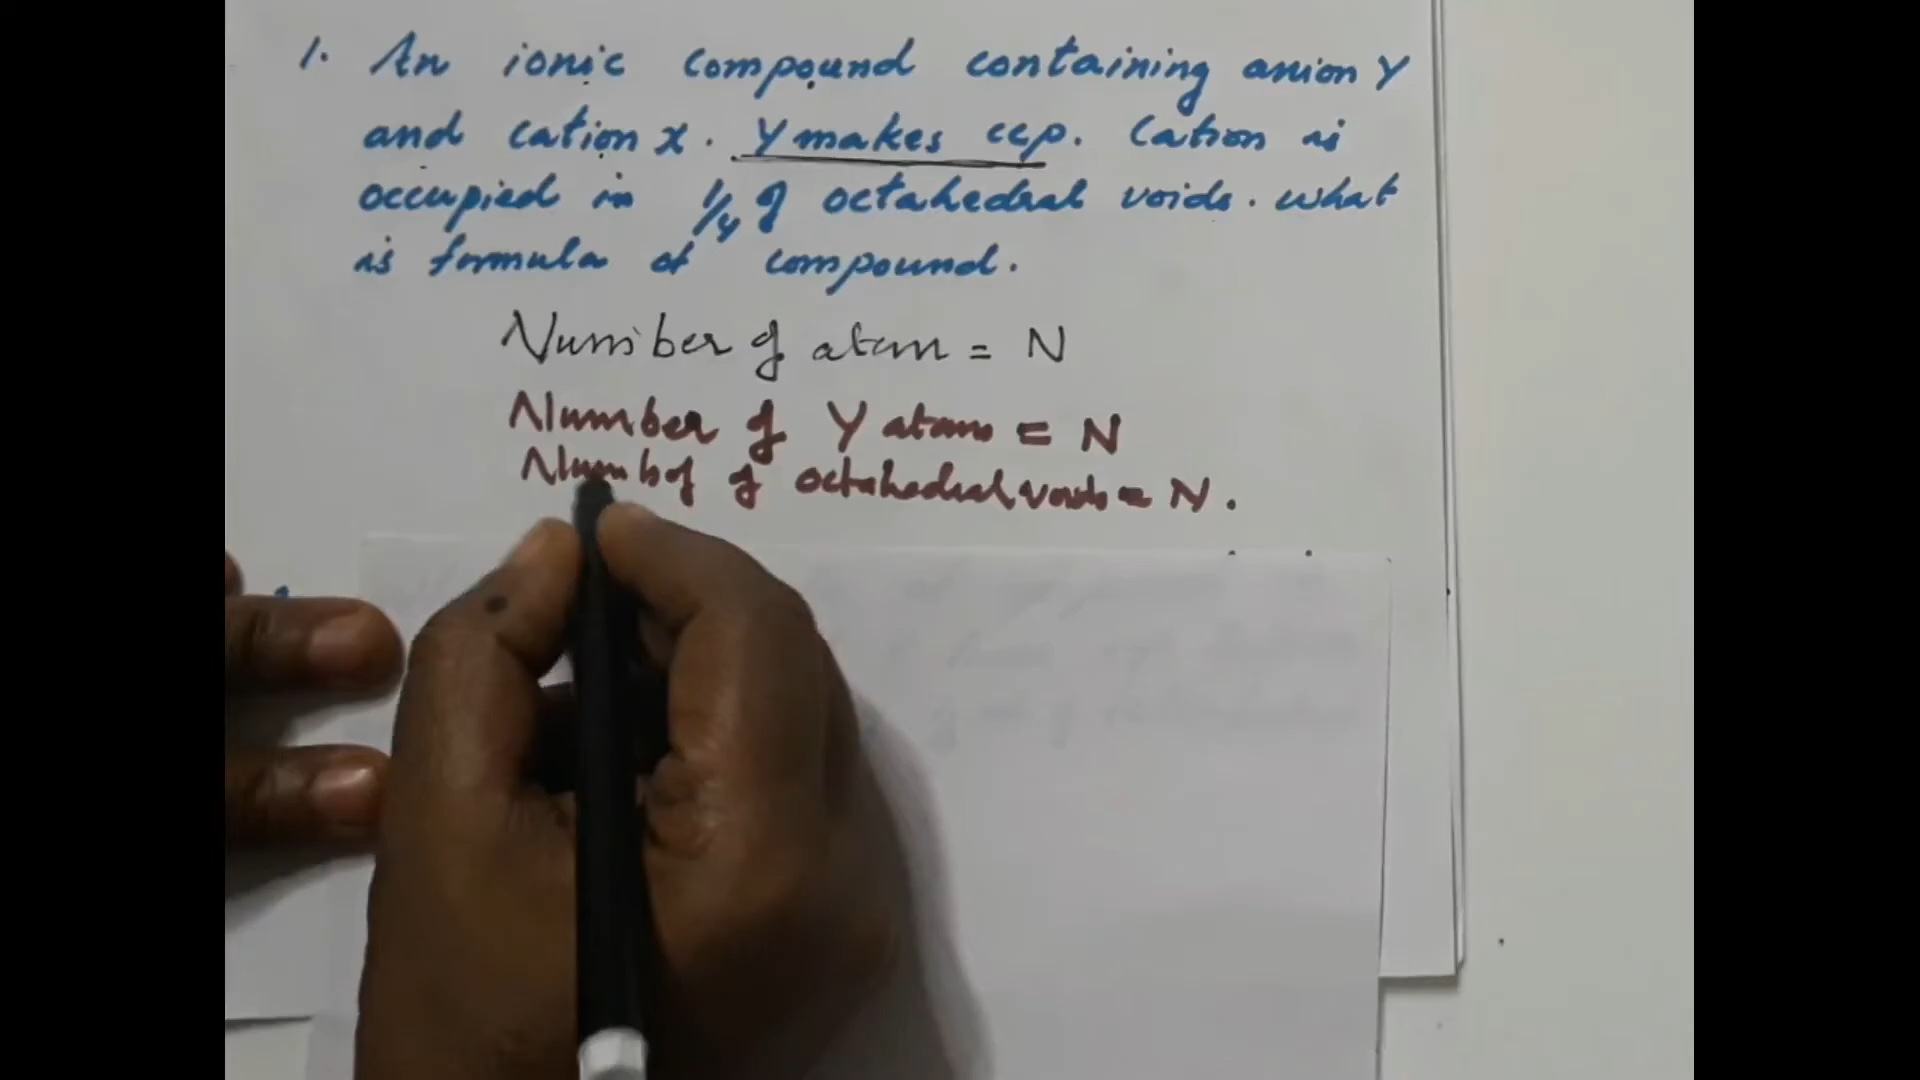 1. An ionic compound containing anion Y
and cation x. Y makes ccp. Cation is
occupied in 1/4 of octahedral voids. what
is formula of compound.
Number of atom = N
Number of Y atoms = N
Numbof of octahedral voids = N.